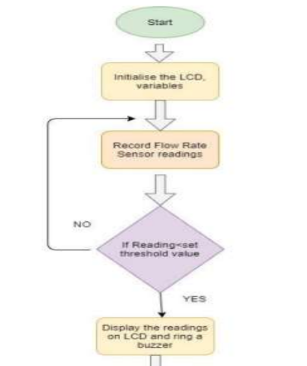 Start
Initialise the LCD,
variables
Record Flow Rate
Sensor readings
NO
If Reading<set
threshold value
YES
Display the readings
on LCD and ring a
buzzer